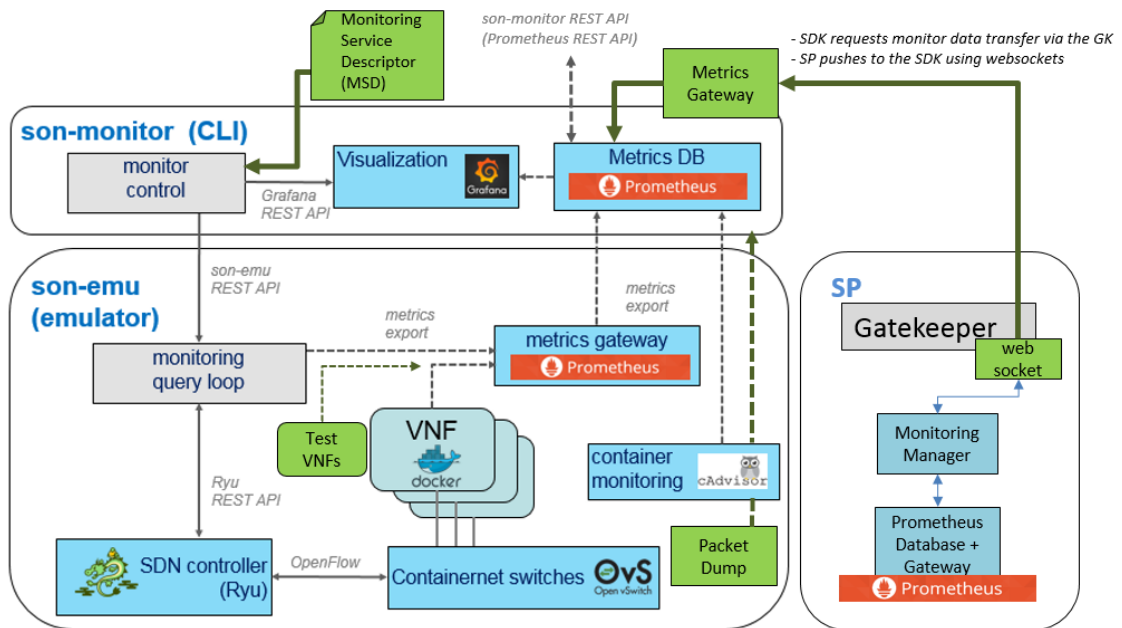 Monitoring
Service
Descriptor
(MSD)
son-monitor REST API
(Prometheus REST API)
Metrics
Gateway
- SDK requests monitor data transfer via the GK
- SP pushes to the SDK using websockets
son-monitor (CLI)
monitor
control
Grafana
REST API
Visualization
Grafana
Metrics DB
Prometheus
son-emu
REST API
son-emu
(emulator)
metrics
export
metrics
export
monitoring
query loop
metrics gateway
Prometheus
Test
VNFs
VNF
docker
container
monitoring
cAdvisor
Ryu
REST API
Packet
Dump
SDN controller
(Ryu)
OpenFlow
Containernet switches
OvS
Open vSwitch
SP
Gatekeeper
web
socket
Monitoring
Manager
Prometheus
Database +
Gateway
Prometheus